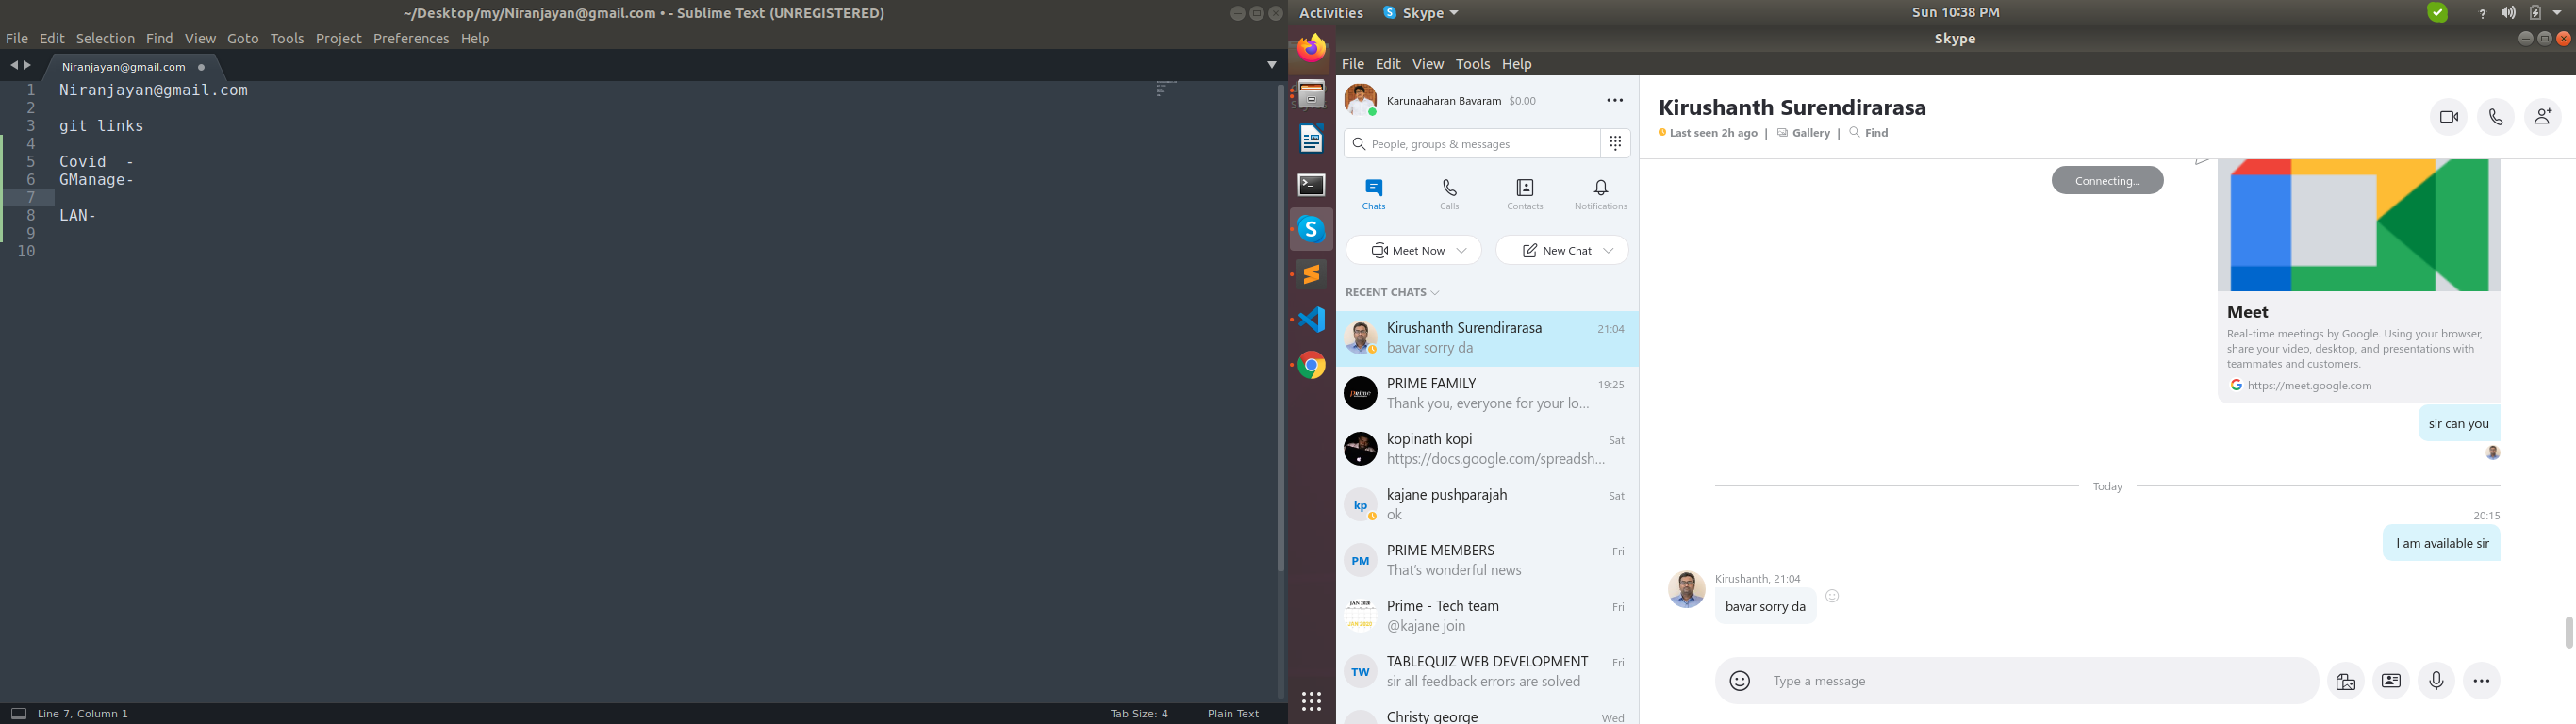 ~/Desktop/my/Niranjayan@gmail.com • - Sublime Text (UNREGISTERED)
File Edit Selection Find View Goto Tools Project Preferences Help
Niranjayan@gmail.com
1 Niranjayan@gmail.com
2
3 git links
4
5 Covid  -
6 GManage-
7
8 LAN-
9
10
Line 7, Column 1
Tab Size: 4
Plain Text
Activities
Skype
Sun 10:38 PM
Skype
File Edit View Tools Help
Karunaaharan Bavaram $0.00
People, groups & messages
Chats
Calls
Contacts
Notifications
Meet Now
New Chat
RECENT CHATS
Kirushanth Surendirarasa 21:04
bavar sorry da
PRIME FAMILY 19:25
Thank you, everyone for your lo...
kopinath kopi Sat
https://docs.google.com/spreadsh...
kp
kajane pushparajah Sat
ok
PM
PRIME MEMBERS Fri
That's wonderful news
JAN 2020
Prime - Tech team Fri
@kajane join
TW
TABLEQUIZ WEB DEVELOPMENT Fri
sir all feedback errors are solved
Christy george Wed
Kirushanth Surendirarasa
Last seen 2h ago | Gallery | Find
Connecting...
Meet
Real-time meetings by Google. Using your browser,
share your video, desktop, and presentations with
teammates and customers.
https://meet.google.com
sir can you
Today
20:15
I am available sir
Kirushanth, 21:04
bavar sorry da
Type a message